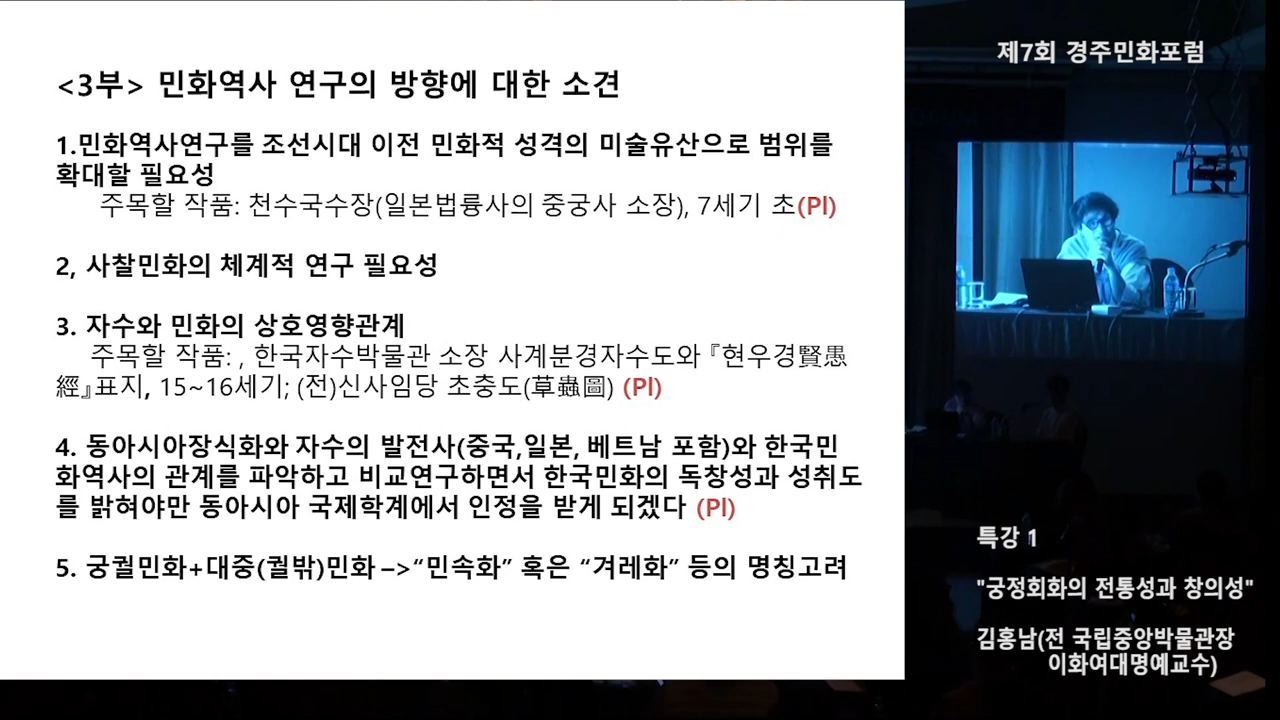 <3부> 민화역사 연구의 방향에 대한 소견
1.민화역사연구를 조선시대 이전 민화적 성격의 미술유산으로 범위를
확대할 필요성
주목할 작품: 천수국수장(일본법륭사의 중궁사 소장), 7세기 초(Pl)
2, 사찰민화의 체계적 연구 필요성
3. 자수와 민화의 상호영향관계
주목할 작품: , 한국자수박물관 소장 사계분경자수도와 『현우경賢愚
經』표지, 15~16세기; (전)신사임당 초충도(草蟲圖) (Pl)
4. 동아시아장식화와 자수의 발전사(중국,일본, 베트남 포함)와 한국민
화역사의 관계를 파악하고 비교연구하면서 한국민화의 독창성과 성취도
를 밝혀야만 동아시아 국제학계에서 인정을 받게 되겠다 (Pl)
5. 궁궐민화+대중(궐밖)민화 –>“민속화” 혹은 “겨레화” 등의 명칭고려
제7회 경주민화포럼
특강 1
"궁정회화의 전통성과 창의성"
김홍남(전 국립중앙박물관장
이화여대명예교수)